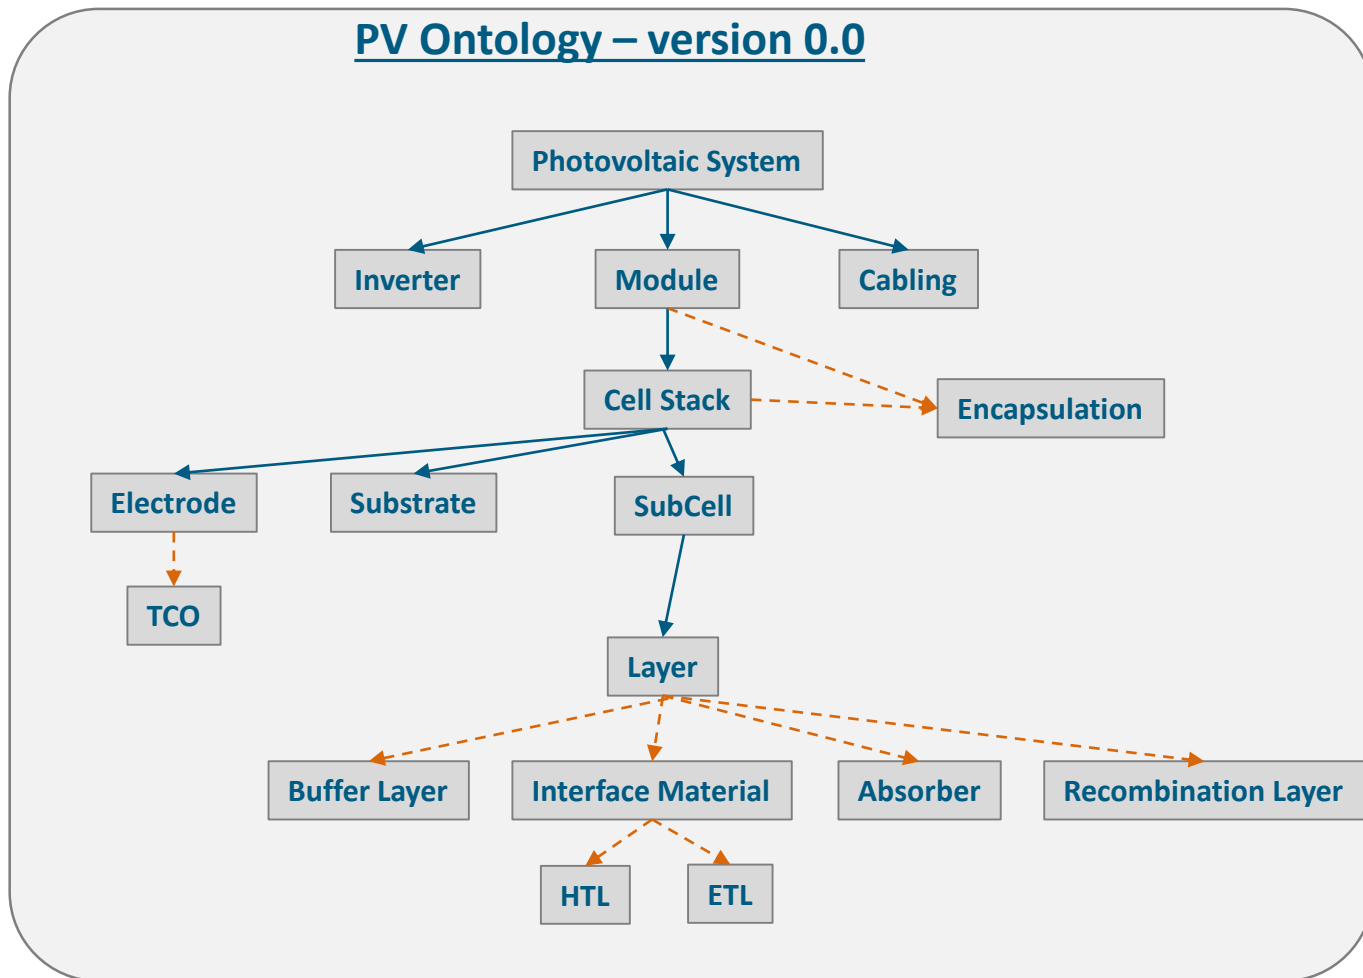 PV Ontology – version 0.0
Photovoltaic System
Inverter
Module
Cabling
Cell Stack
Encapsulation
Electrode
Substrate
SubCell
TCO
Layer
Buffer Layer
Interface Material
Absorber
Recombination Layer
HTL
ETL